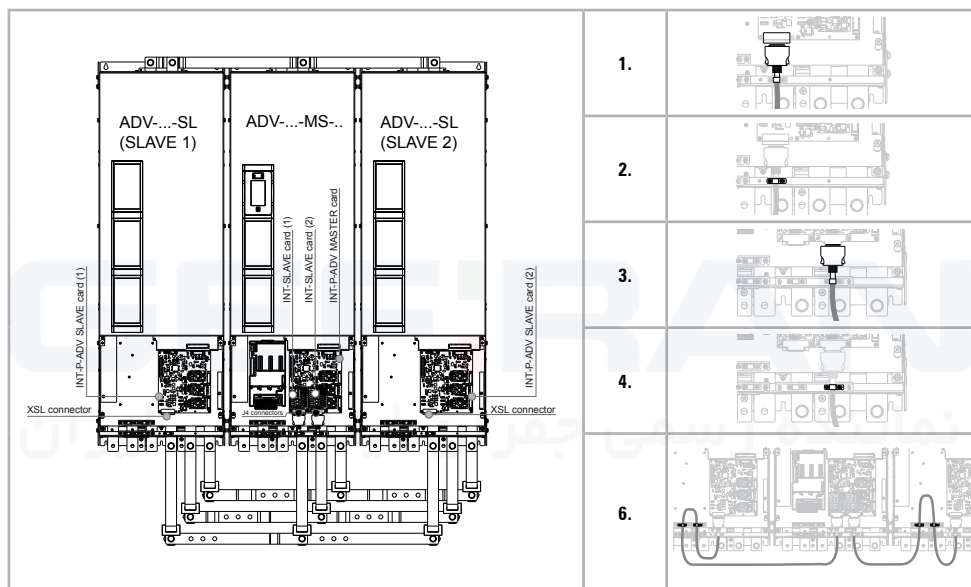 ADV-...-SL
(SLAVE 1)
ADV-...-MS-..
ADV-...-SL
(SLAVE 2)
INT-P-ADV SLAVE card (1)
INT-SLAVE card (1)
INT-SLAVE card (2)
INT-P-ADV MASTER card
INT-P-ADV SLAVE card (2)
XSL connector
J4 connectors
XSL connector
1.
2.
3.
4.
6.
GEFRAN